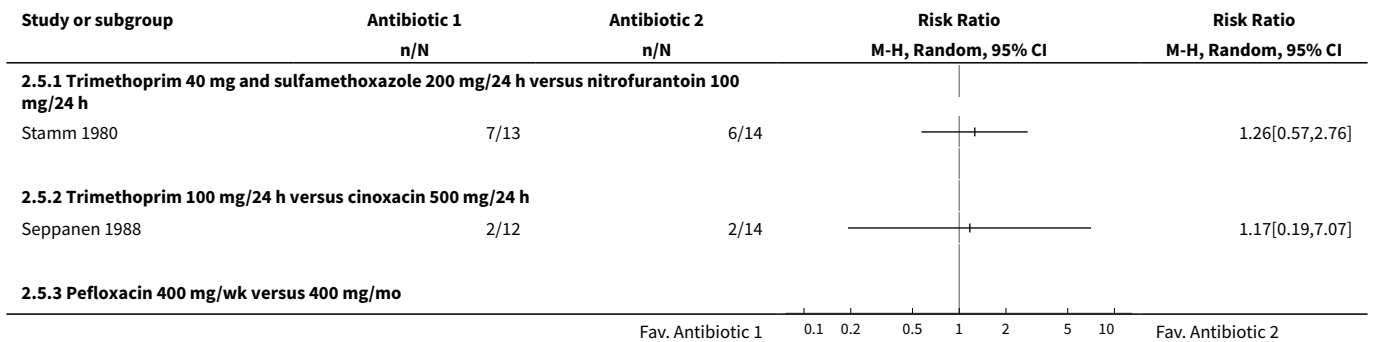 Study or subgroup Antibiotic 1 Antibiotic 2 Risk Ratio Risk Ratio
n/N n/N M-H, Random, 95% CI M-H, Random, 95% CI
2.5.1 Trimethoprim 40 mg and sulfamethoxazole 200 mg/24 h versus nitrofurantoin 100
mg/24 h
Stamm 1980 7/13 6/14 1.26[0.57,2.76]
2.5.2 Trimethoprim 100 mg/24 h versus cinoxacin 500 mg/24 h
Seppanen 1988 2/12 2/14 1.17[0.19,7.07]
2.5.3 Pefloxacin 400 mg/wk versus 400 mg/mo
Fav. Antibiotic 1 0.1 0.2 0.5 1 2 5 10 Fav. Antibiotic 2